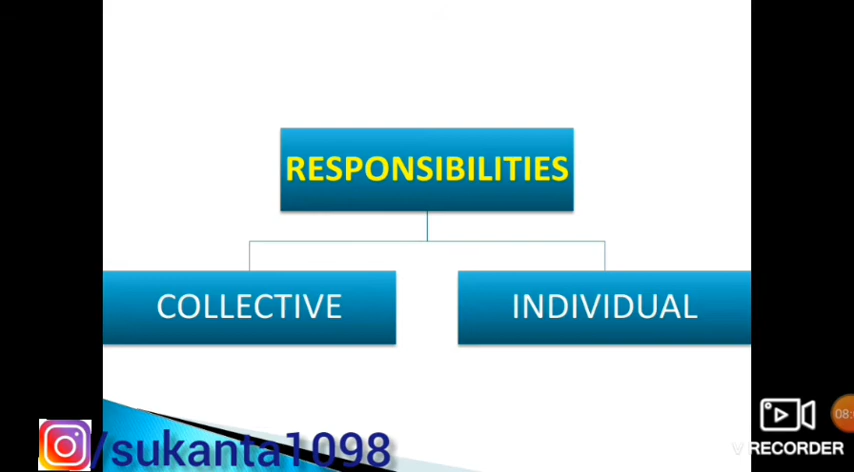 RESPONSIBILITIES
COLLECTIVE
INDIVIDUAL
/sukanta1098
V RECORDER